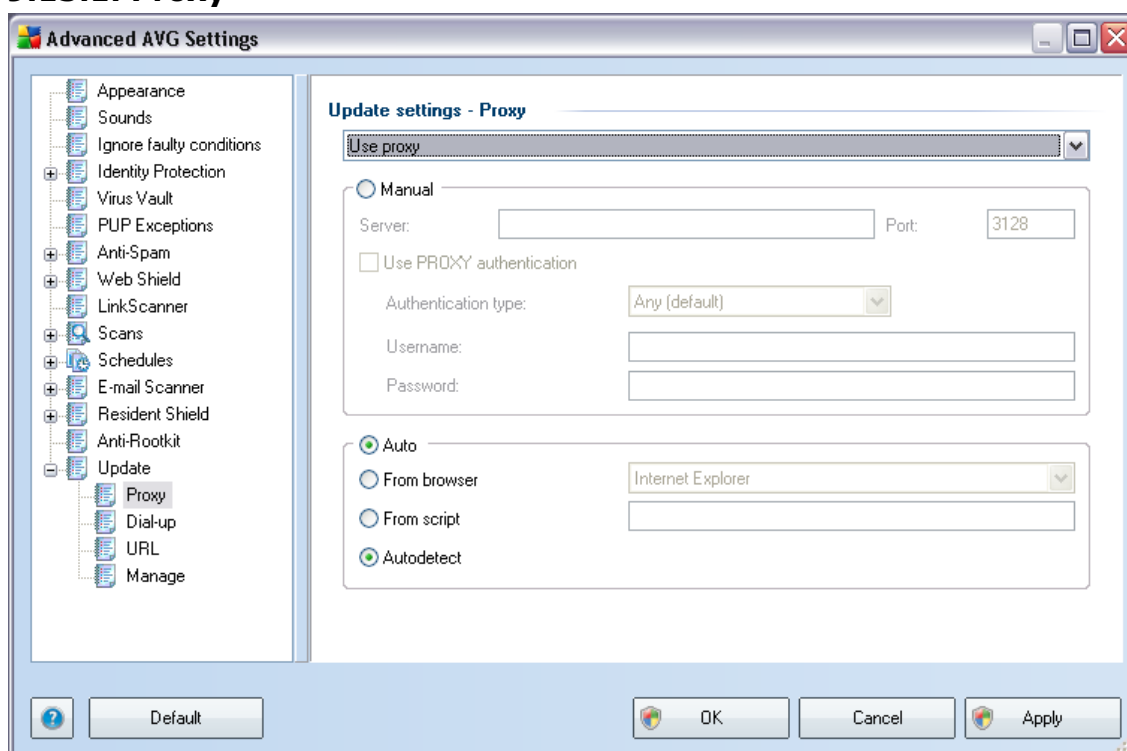 Advanced AVG Settings
Appearance
Sounds
Ignore faulty conditions
Identity Protection
Virus Vault
PUP Exceptions
Anti-Spam
Web Shield
LinkScanner
Scans
Schedules
E-mail Scanner
Resident Shield
Anti-Rootkit
Update
Proxy
Dial-up
URL
Manage
Update settings - Proxy
Use proxy
Manual
Server:
Port: 3128
Use PROXY authentication
Authentication type: Any (default)
Username:
Password:
Auto
From browser Internet Explorer
From script
Autodetect
Default
OK
Cancel
Apply